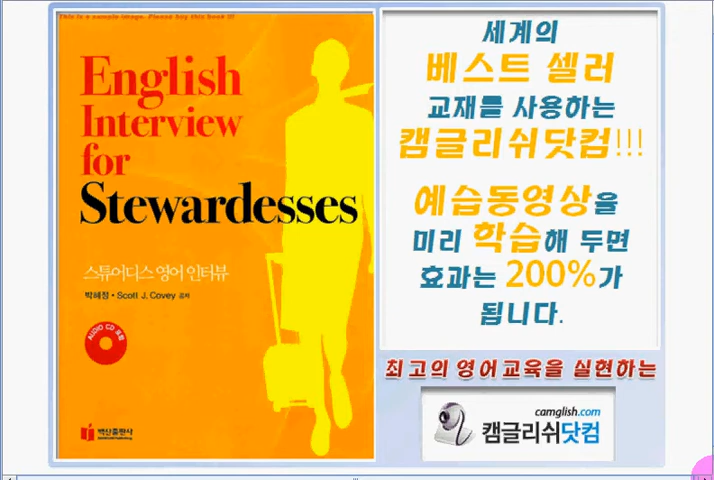 This is a sample image. Please buy this book !!!
English
Interview
for
Stewardesses
스튜어디스 영어 인터뷰
박혜정 · Scott J. Covey 공저
AUDIO CD 포함
백산출판사
세계의
베스트 셀러
교재를 사용하는
캠글리쉬닷컴!!!
예습동영상을
미리 학습해 두면
효과는 200%가
됩니다.
최고의 영어교육을 실현하는
camglish.com
캠글리쉬닷컴